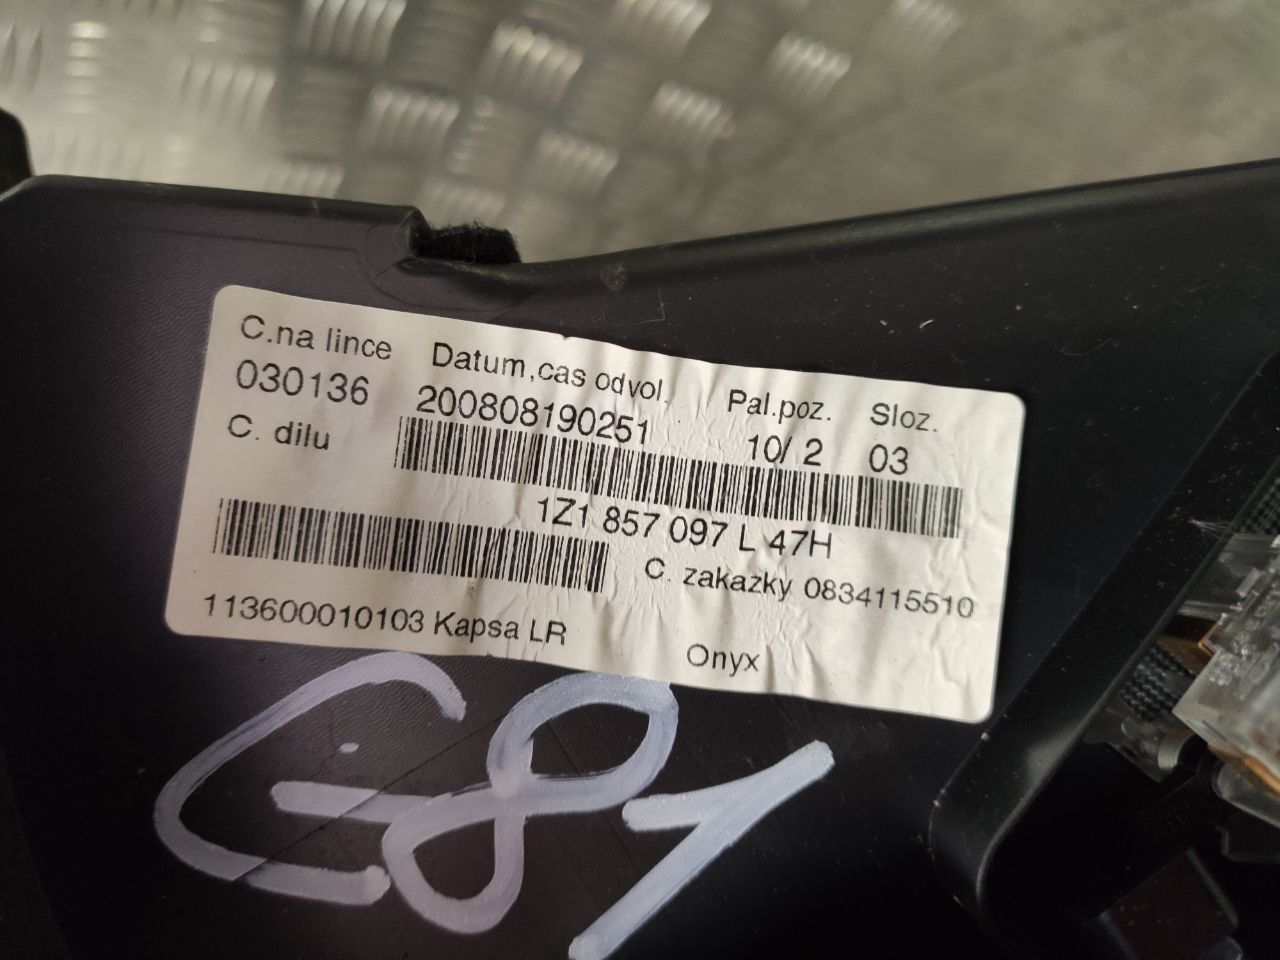 C.na lince Datum,cas odvol. Pal.poz. Sloz.
030136 200808190251 10/ 2 03
C. dilu
1Z1 857 097 L 47H
C. zakazky 0834115510
113600010103 Kapsa LR Onyx
E81